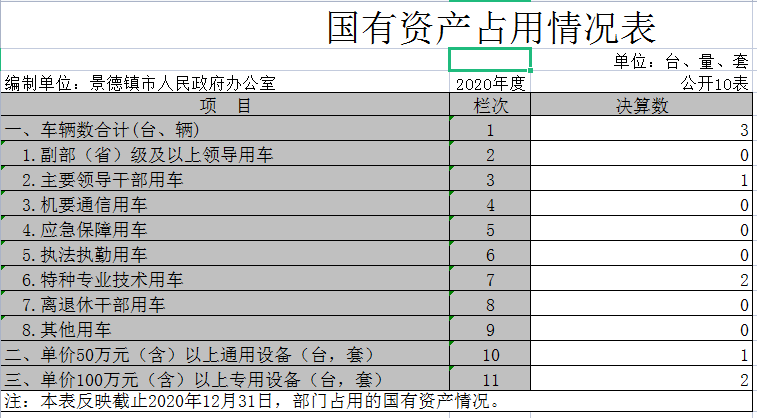 国有资产占用情况表
单位：台、量、套
编制单位：景德镇市人民政府办公室 2020年度 公开10表
项 目 栏次 决算数
一、车辆数合计(台、辆) 1 3
1.副部（省）级及以上领导用车 2 0
2.主要领导干部用车 3 1
3.机要通信用车 4 0
4.应急保障用车 5 0
5.执法执勤用车 6 0
6.特种专业技术用车 7 2
7.离退休干部用车 8 0
8.其他用车 9 0
二、单价50万元（含）以上通用设备（台，套） 10 1
三、单价100万元（含）以上专用设备（台，套） 11 2
注：本表反映截止2020年12月31日，部门占用的国有资产情况。